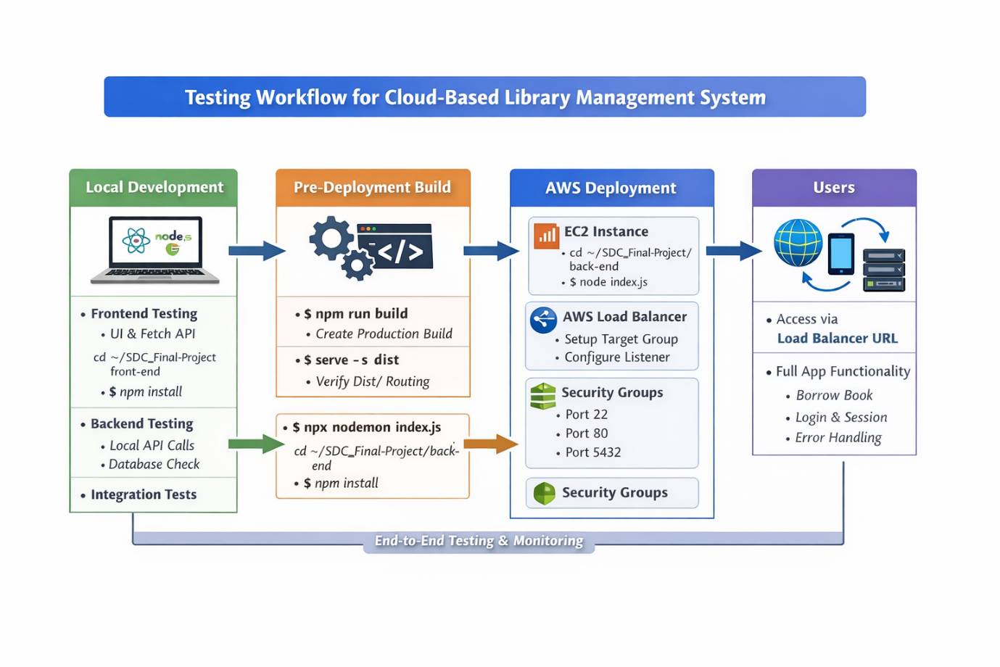 Testing Workflow for Cloud-Based Library Management System
Local Development
node.s
• Frontend Testing
• UI & Fetch API
cd ~/SDC_Final-Project
front-end
• $ npm install
• Backend Testing
• Local API Calls
• Database Check
• Integration Tests
Pre-Deployment Build
</>
• $ npm run build
• Create Production Build
• $ serve -s dist
• Verify Dist/ Routing
• $ npx nodemon index.js
cd ~/SDC_Final-Project/back-
end
• $ npm install
AWS Deployment
EC2 Instance
• cd ~/SDC_Final-Project/
back-end
• $ node index.js
AWS Load Balancer
• Setup Target Group
• Configure Listener
Security Groups
• Port 22
• Port 80
• Port 5432
Security Groups
Users
• Access via
Load Balancer URL
• Full App Functionality
• Borrow Book
• Login & Session
• Error Handling
End-to-End Testing & Monitoring